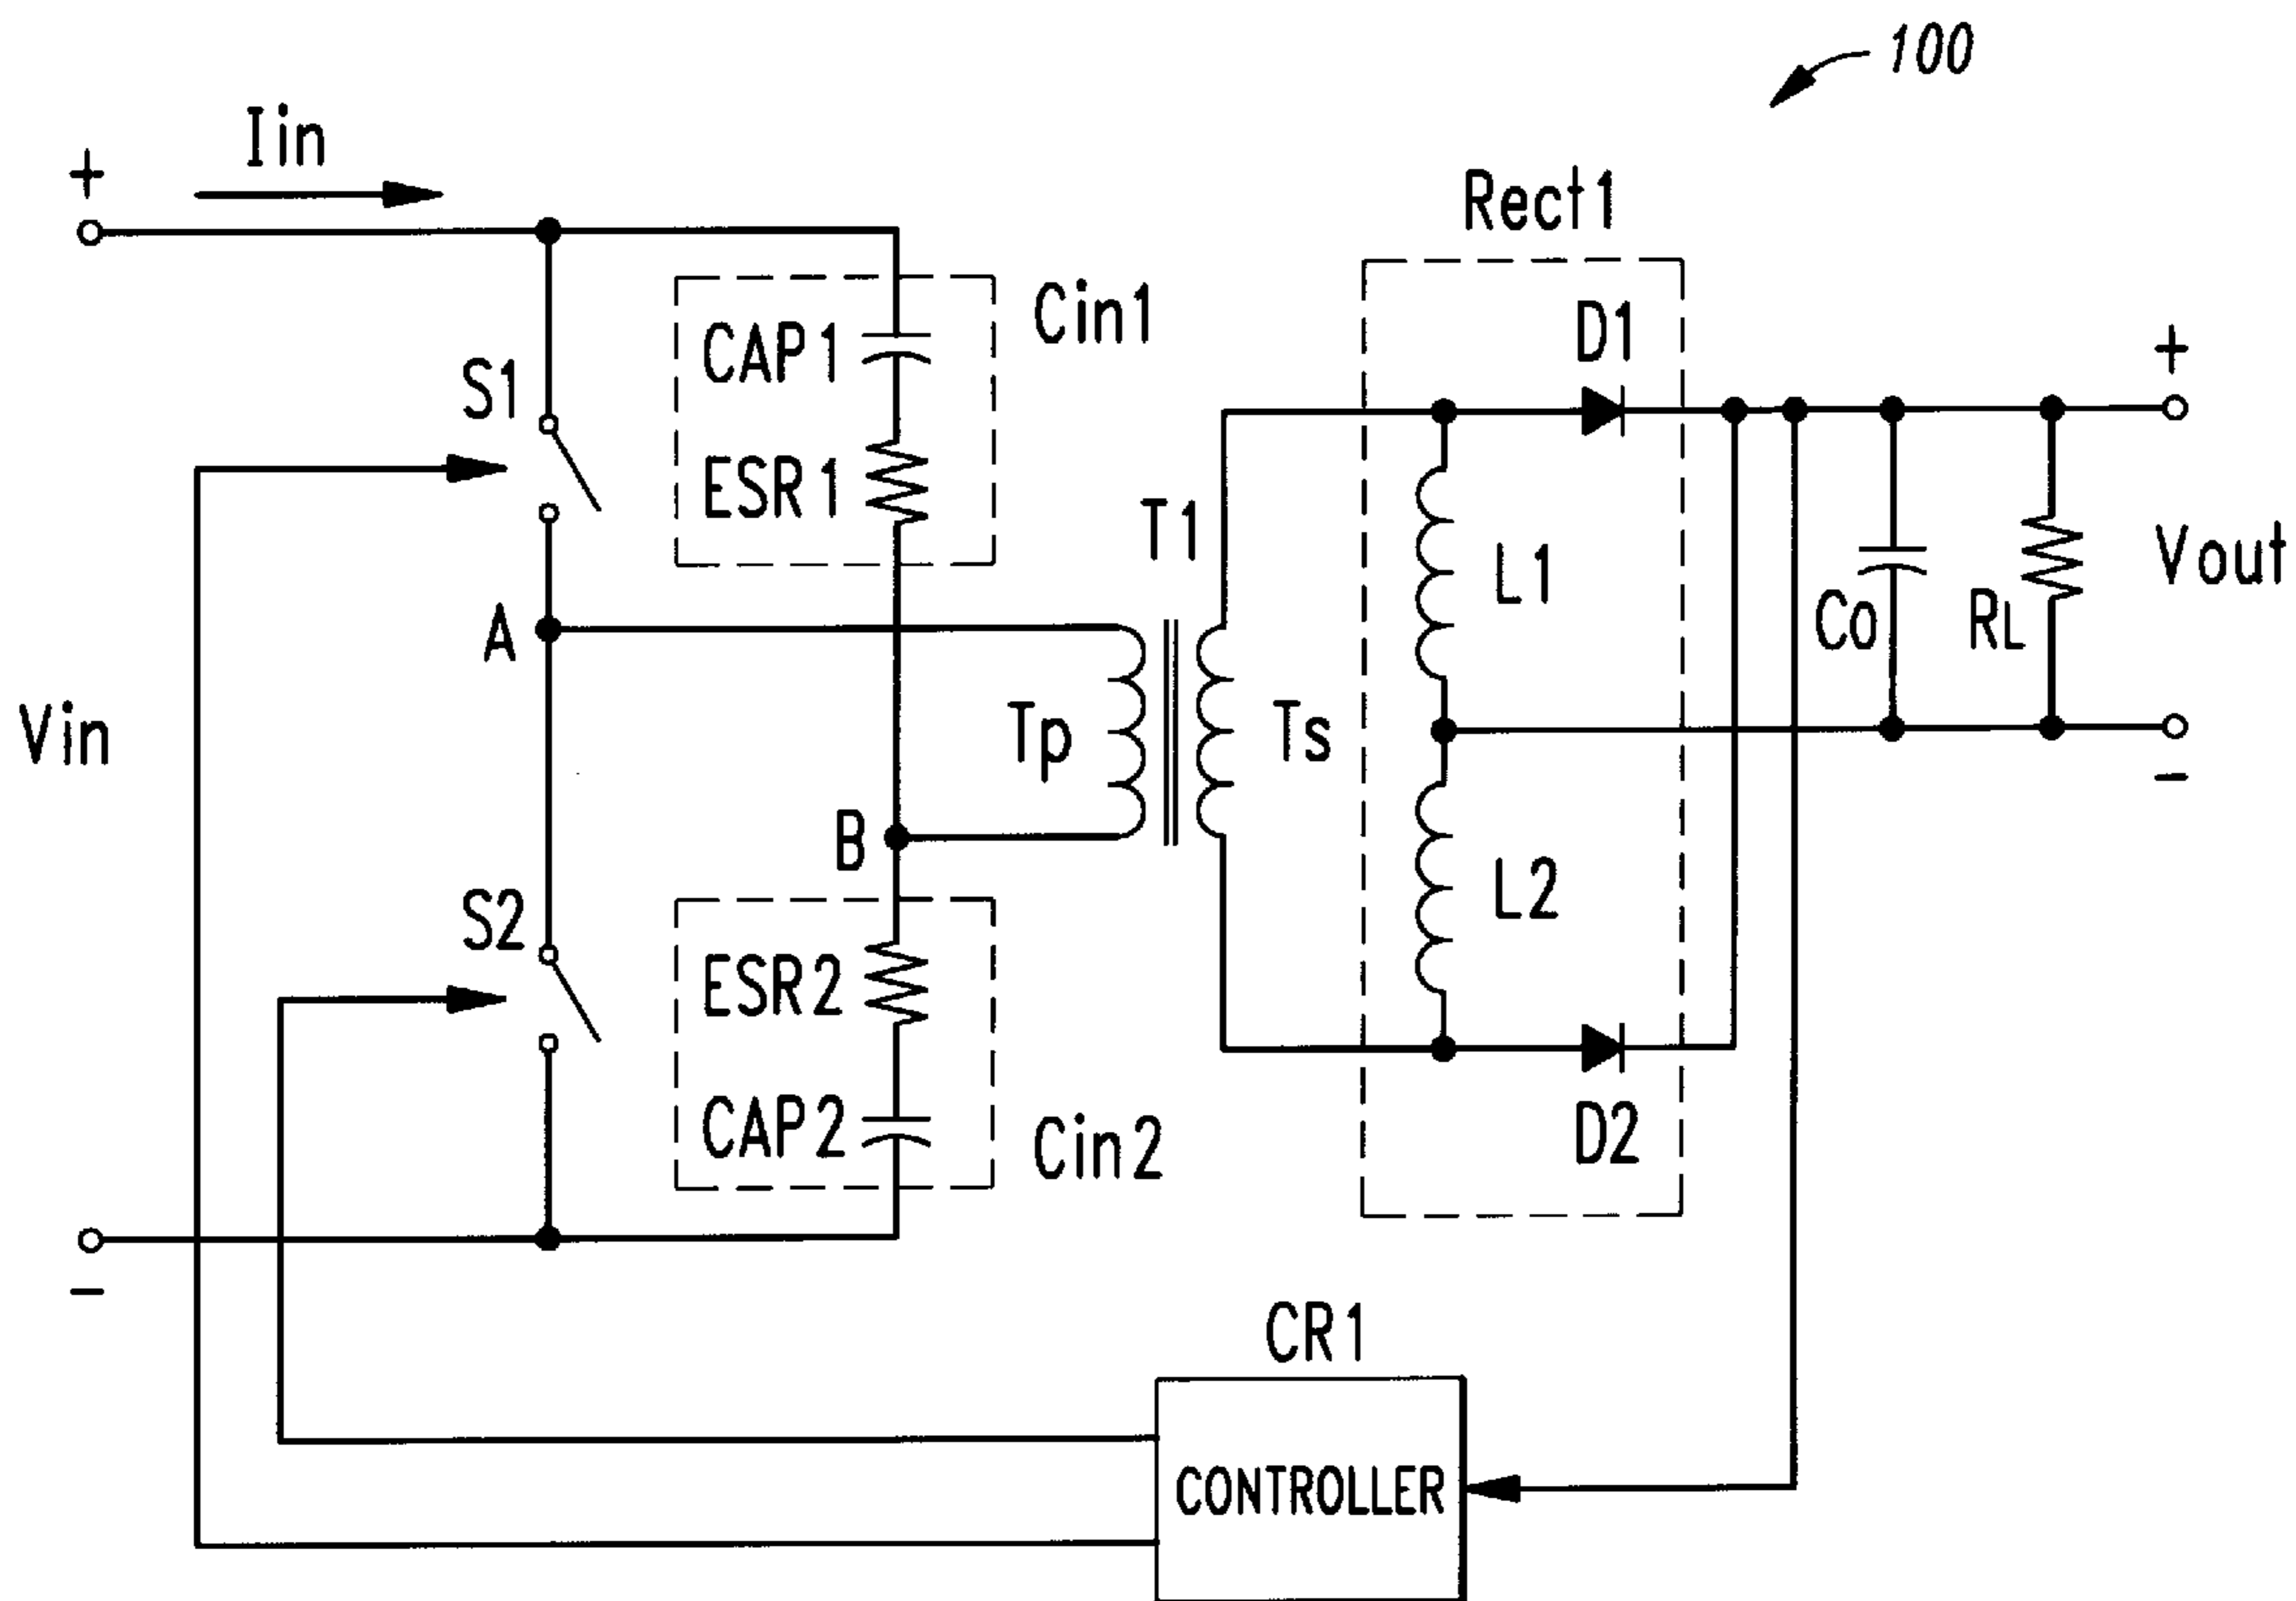 100
Iin
+
Rect1
Cin1
D1
CAP1
+
S1
ESR1
T1
L1
Vout
Co
RL
A
Vin
Tp
Ts
-
B
L2
S2
ESR2
CAP2
D2
Cin2
-
CR1
CONTROLLER